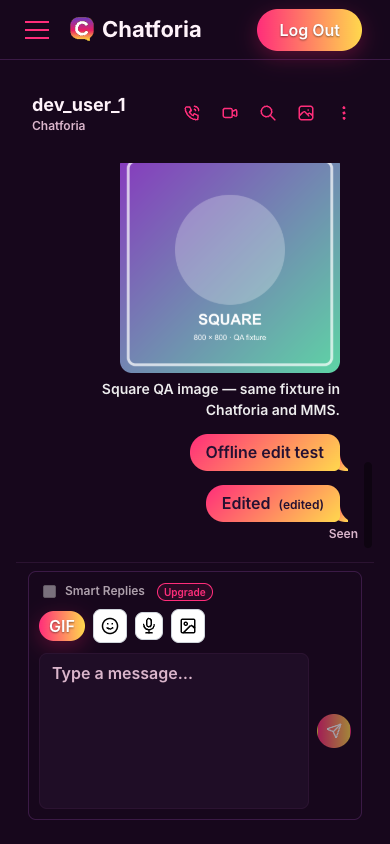 Chatforia
Log Out
dev_user_1
Chatforia
SQUARE
800 × 800 · QA fixture
Square QA image — same fixture in
Chatforia and MMS.
Offline edit test
Edited (edited)
Seen
Smart Replies Upgrade
GIF
Type a message...